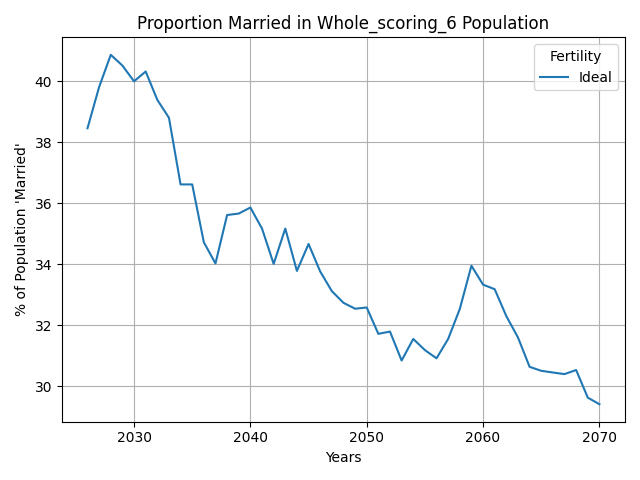 Proportion Married in Whole_scoring_6 Population
Fertility
Ideal
% of Population 'Married'
40
38
36
34
32
30
2030
2040
2050
2060
2070
Years